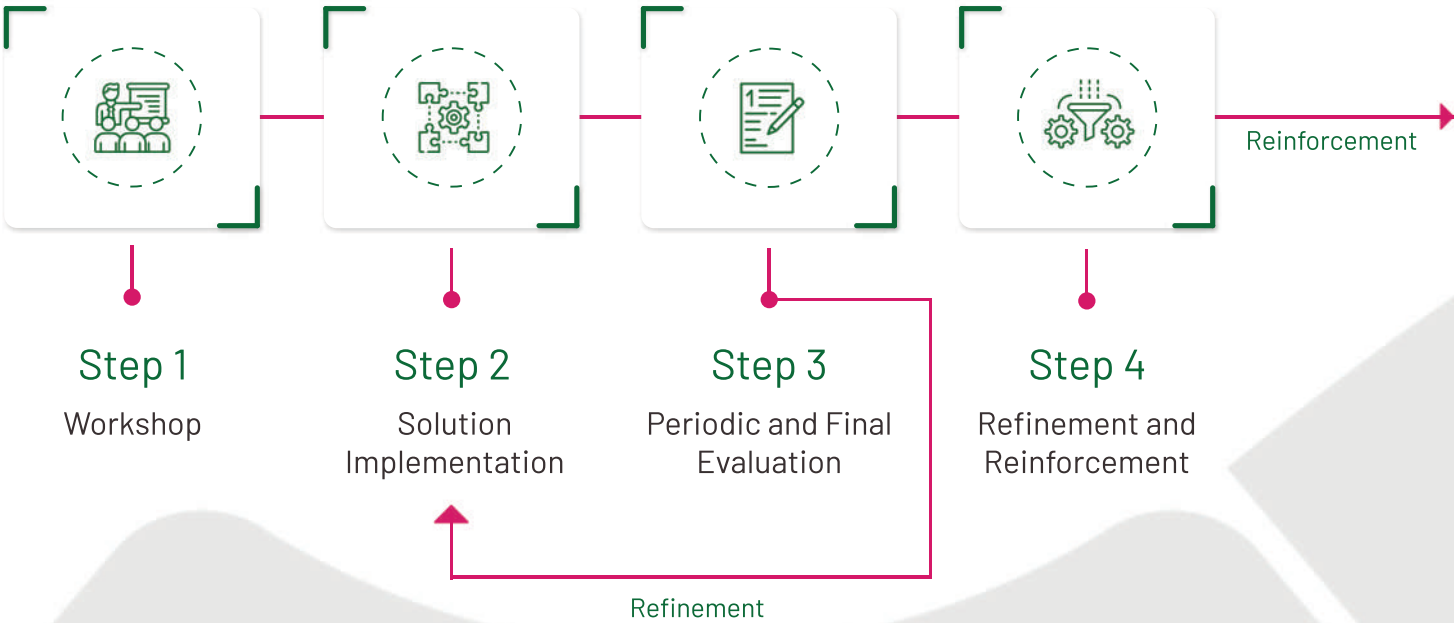 Reinforcement
Step 1
Workshop
Step 2
Solution
Implementation
Step 3
Periodic and Final
Evaluation
Step 4
Refinement and
Reinforcement
Refinement
1